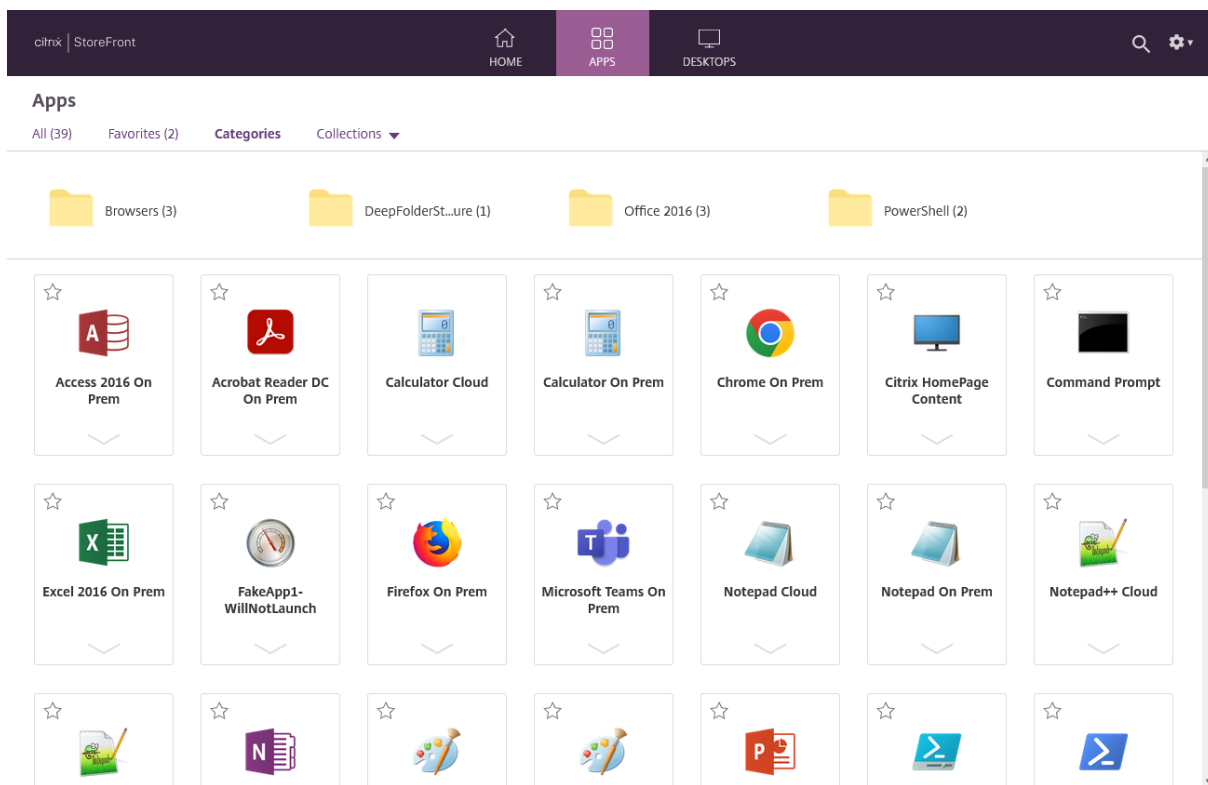 citrix | StoreFront
HOME
APPS
DESKTOPS
Apps
All (39)
Favorites (2)
Categories
Collections
Browsers (3)
DeepFolderSt...ure (1)
Office 2016 (3)
PowerShell (2)
Access 2016 On
Prem
Acrobat Reader DC
On Prem
Calculator Cloud
Calculator On Prem
Chrome On Prem
Citrix HomePage
Content
Command Prompt
Excel 2016 On Prem
FakeApp1-
WillNotLaunch
Firefox On Prem
Microsoft Teams On
Prem
Notepad Cloud
Notepad On Prem
Notepad++ Cloud